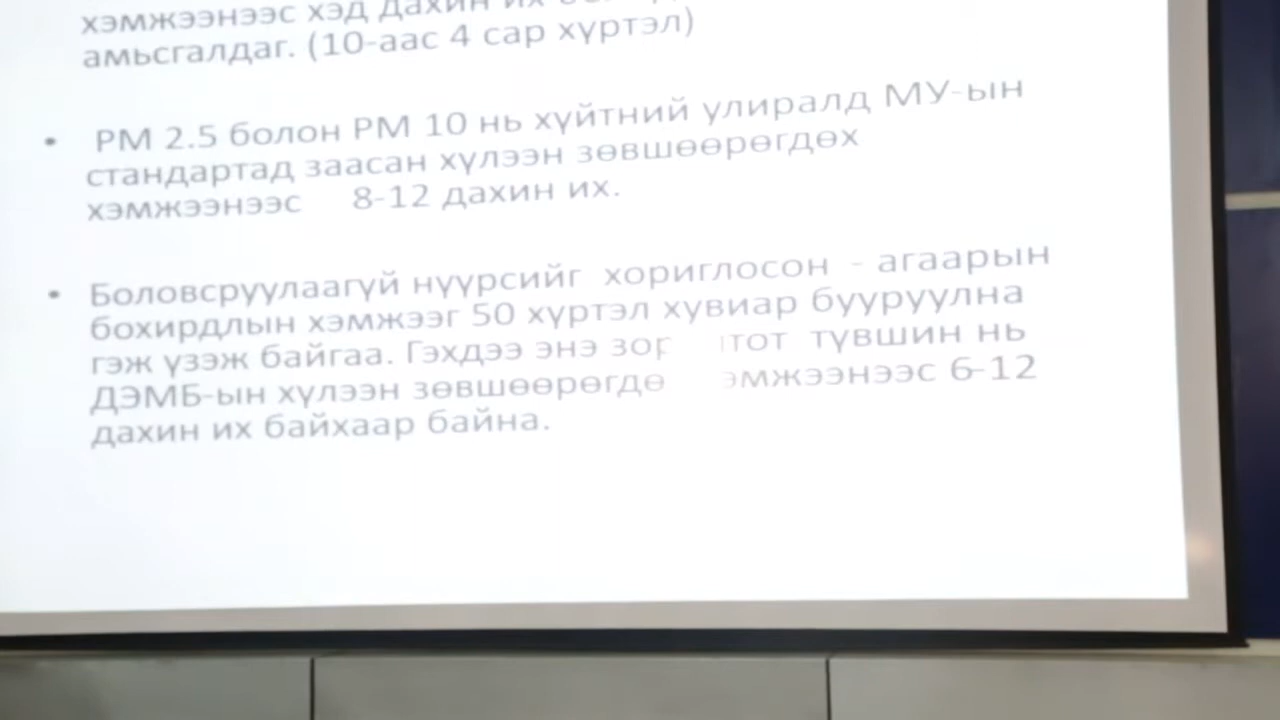 хэмжээнээс хэд дахин их
амьсгалдаг. (10-аас 4 сар хүртэл)
• РМ 2.5 болон РМ 10 нь хүйтний улиралд МУ-ын
стандартад заасан хүлээн зөвшөөрөгдөх
хэмжээнээс 8-12 дахин их.
• Боловсруулаагүй нүүрсийг хориглосон - агаарын
бохирдлын хэмжээг 50 хүртэл хувиар бууруулна
гэж үзэж байгаа. Гэхдээ энэ түвшин нь
ДЭМБ-ын хүлээн 6-12
дахин их байхаар байна.